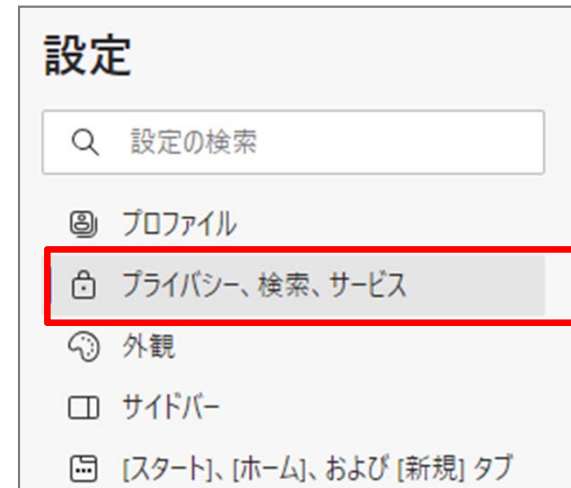 設定
設定の検索
プロファイル
プライバシー、検索、サービス
外観
サイドバー
[スタート]、[ホーム]、および [新規] タブ